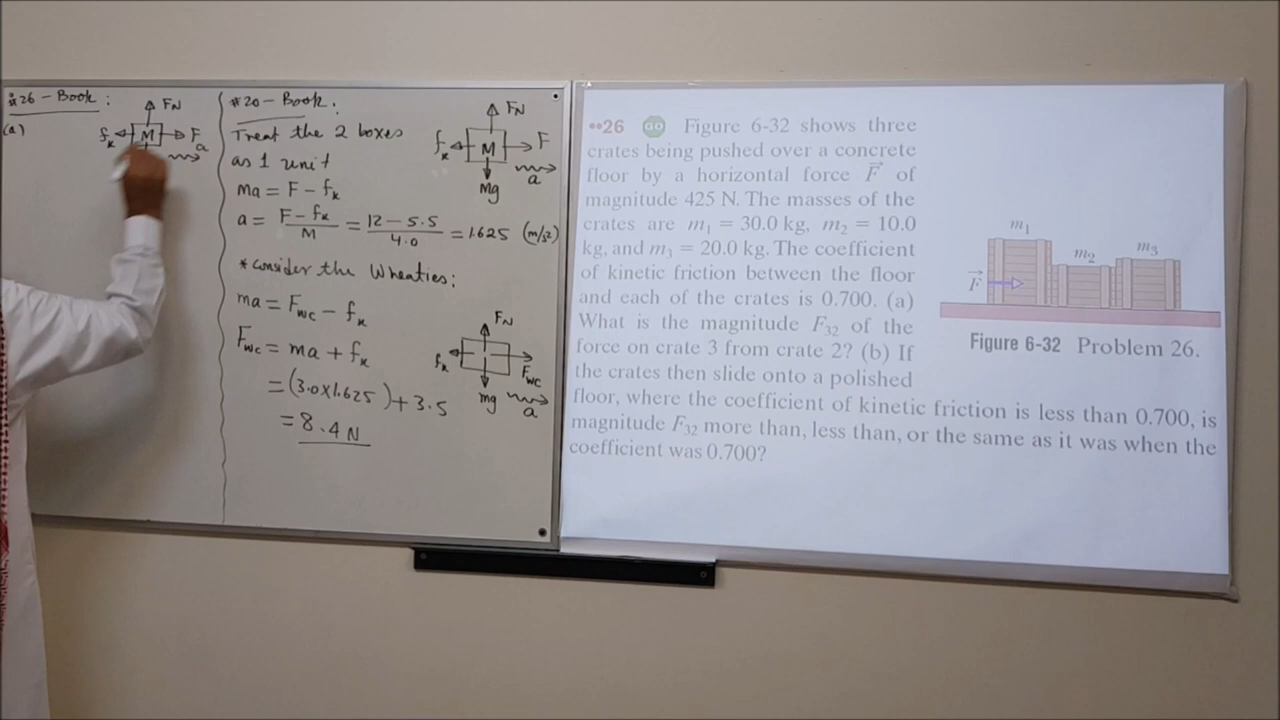 #26 - Book :
(a)
FN
fk M F
a
#20 - Book.
Treat the 2 boxes
as 1 unit
ma = F - fk
a = F - fk / M = 12 - 5.5 / 4.0 = 1.625 (m/s²)
* consider the Wheaties :
ma = Fwc - fk
Fwc = ma + fk
= (3.0 x 1.625) + 3.5
= 8.4 N
FN
fk M F
Mg a
FN
fk Fwc
mg a
••26 GO Figure 6-32 shows three
crates being pushed over a concrete
floor by a horizontal force F⃗ of
magnitude 425 N. The masses of the
crates are m₁ = 30.0 kg, m₂ = 10.0
kg, and m₃ = 20.0 kg. The coefficient
of kinetic friction between the floor
and each of the crates is 0.700. (a)
What is the magnitude F₃₂ of the
force on crate 3 from crate 2? (b) If
the crates then slide onto a polished
floor, where the coefficient of kinetic friction is less than 0.700, is
magnitude F₃₂ more than, less than, or the same as it was when the
coefficient was 0.700?
m₁
m₂ m₃
F⃗
Figure 6-32 Problem 26.